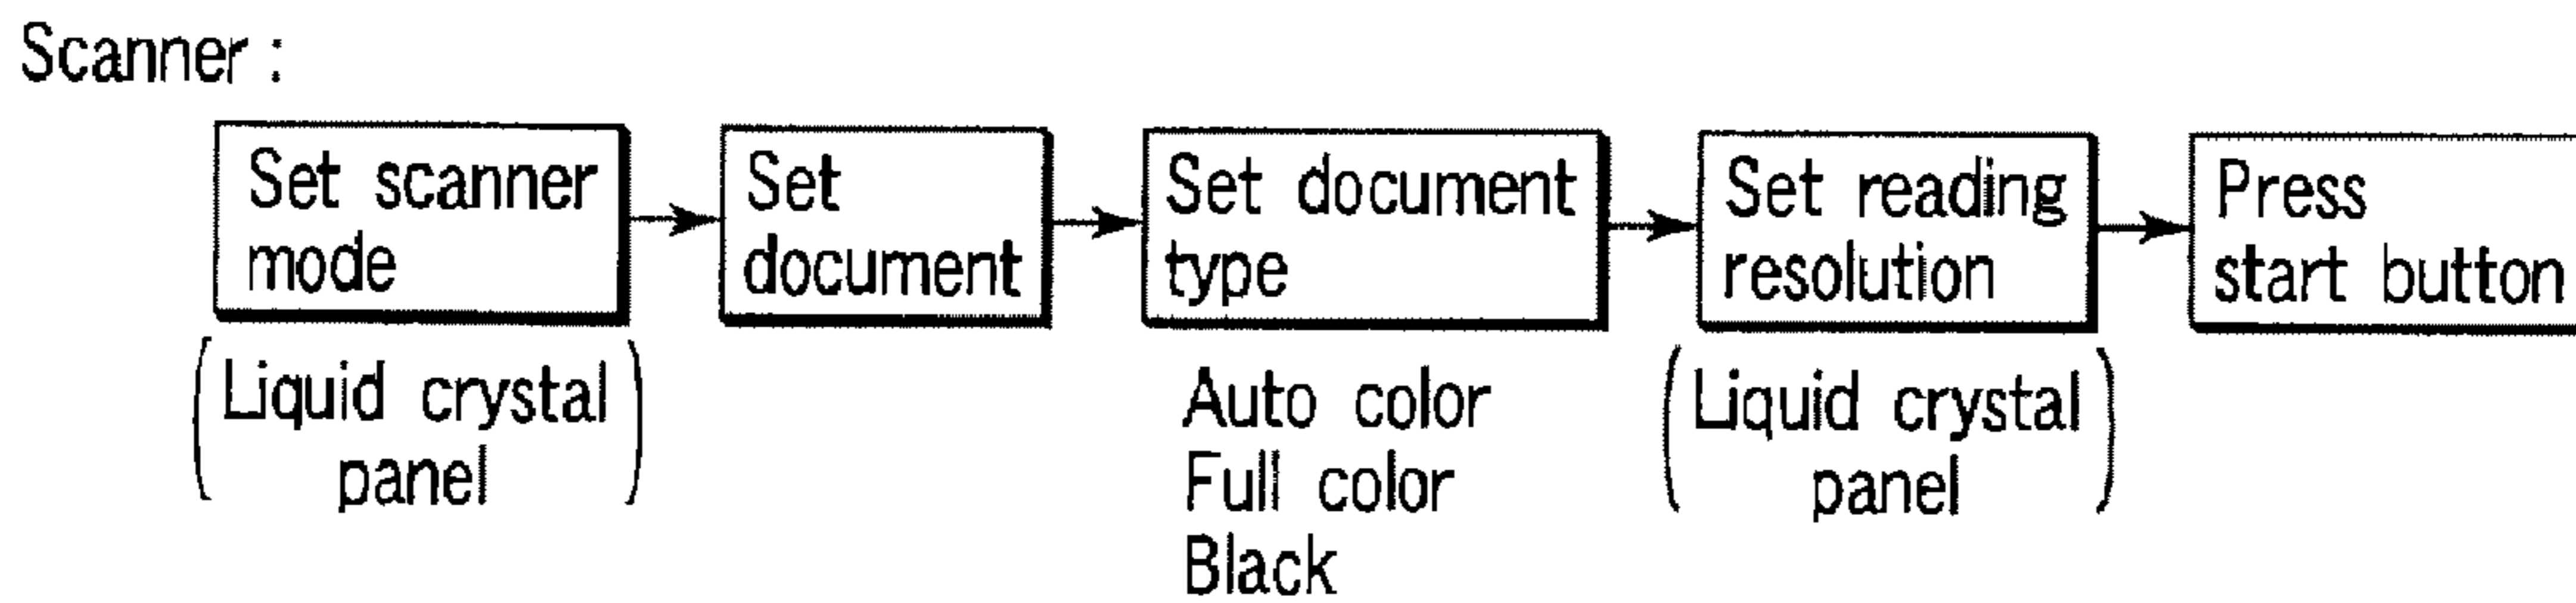 Scanner :
Set scanner
mode
Set
document
Set document
type
Set reading
resolution
Press
start button
(Liquid crystal
panel)
Auto color
Full color
Black
(Liquid crystal
panel)